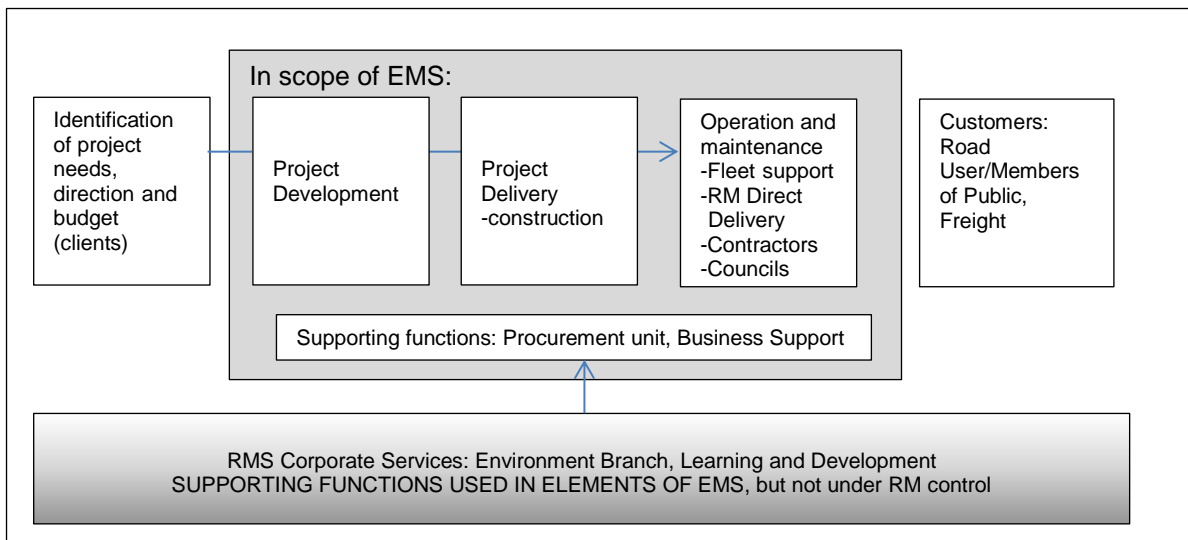 In scope of EMS:
Identification
of project
needs,
direction and
budget
(clients)
Project
Development
Project
Delivery
-construction
Operation and
maintenance
-Fleet support
-RM Direct
Delivery
-Contractors
-Councils
Customers:
Road
User/Members
of Public,
Freight
Supporting functions: Procurement unit, Business Support
RMS Corporate Services: Environment Branch, Learning and Development
SUPPORTING FUNCTIONS USED IN ELEMENTS OF EMS, but not under RM control